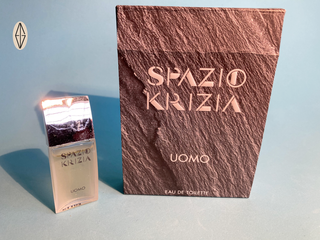 SPAZIO
KRIZIA
UOMO
EAU DE TOILETTE
SPAZIO
KRIZIA
UOMO